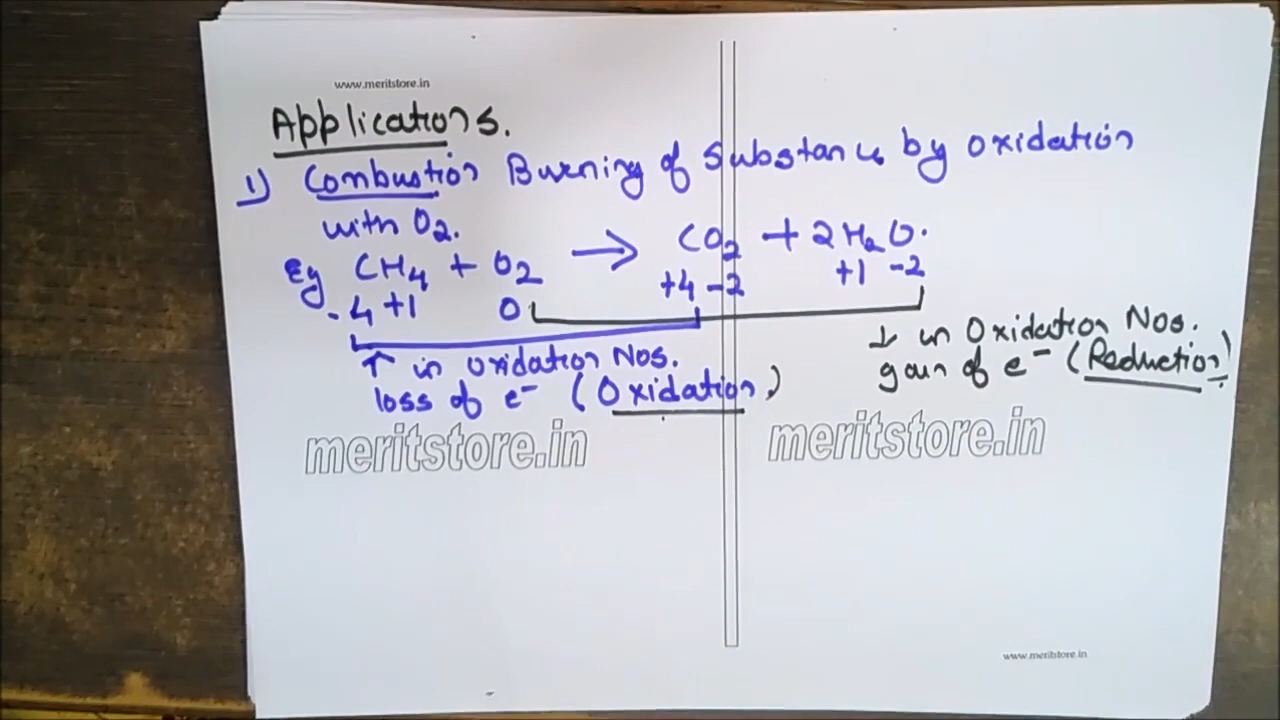 www.meritstore.in
Applications.
1) Combustion Burning of Substance by oxidation
with O2.
Eg CH4 + O2 → CO2 + 2H2O.
-4 +1 0 +4 -2 +1 -2
↑ in oxidation Nos.
loss of e- (Oxidation)
↓ in Oxidation Nos.
gain of e- (Reduction)
meritstore.in meritstore.in
www.meritstore.in